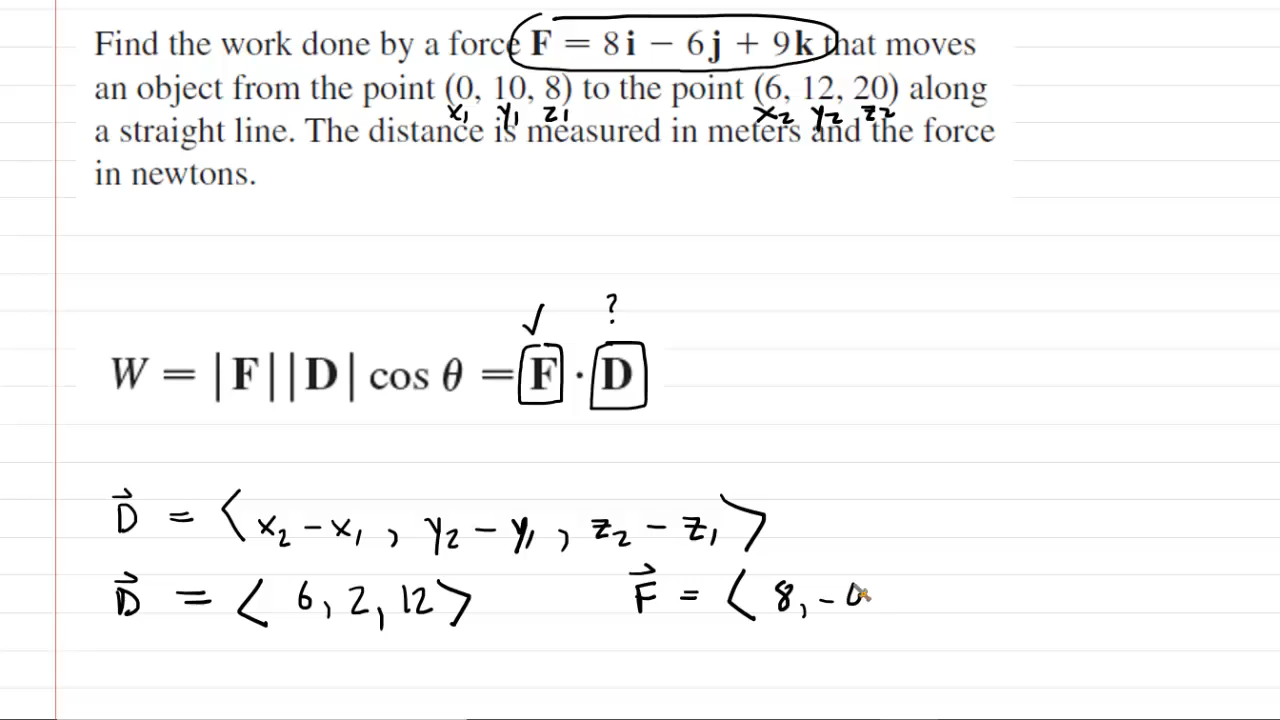 Find the work done by a force F = 8i − 6j + 9k that moves
an object from the point (0, 10, 8) to the point (6, 12, 20) along
x₁ y₁ z₁ x₂ y₂ z₂
a straight line. The distance is measured in meters and the force
in newtons.
✓ ?
W = |F||D| cos θ = F · D
D⃗ = ⟨x₂ − x₁, y₂ − y₁, z₂ − z₁⟩
D⃗ = ⟨6, 2, 12⟩ F⃗ = ⟨8, −